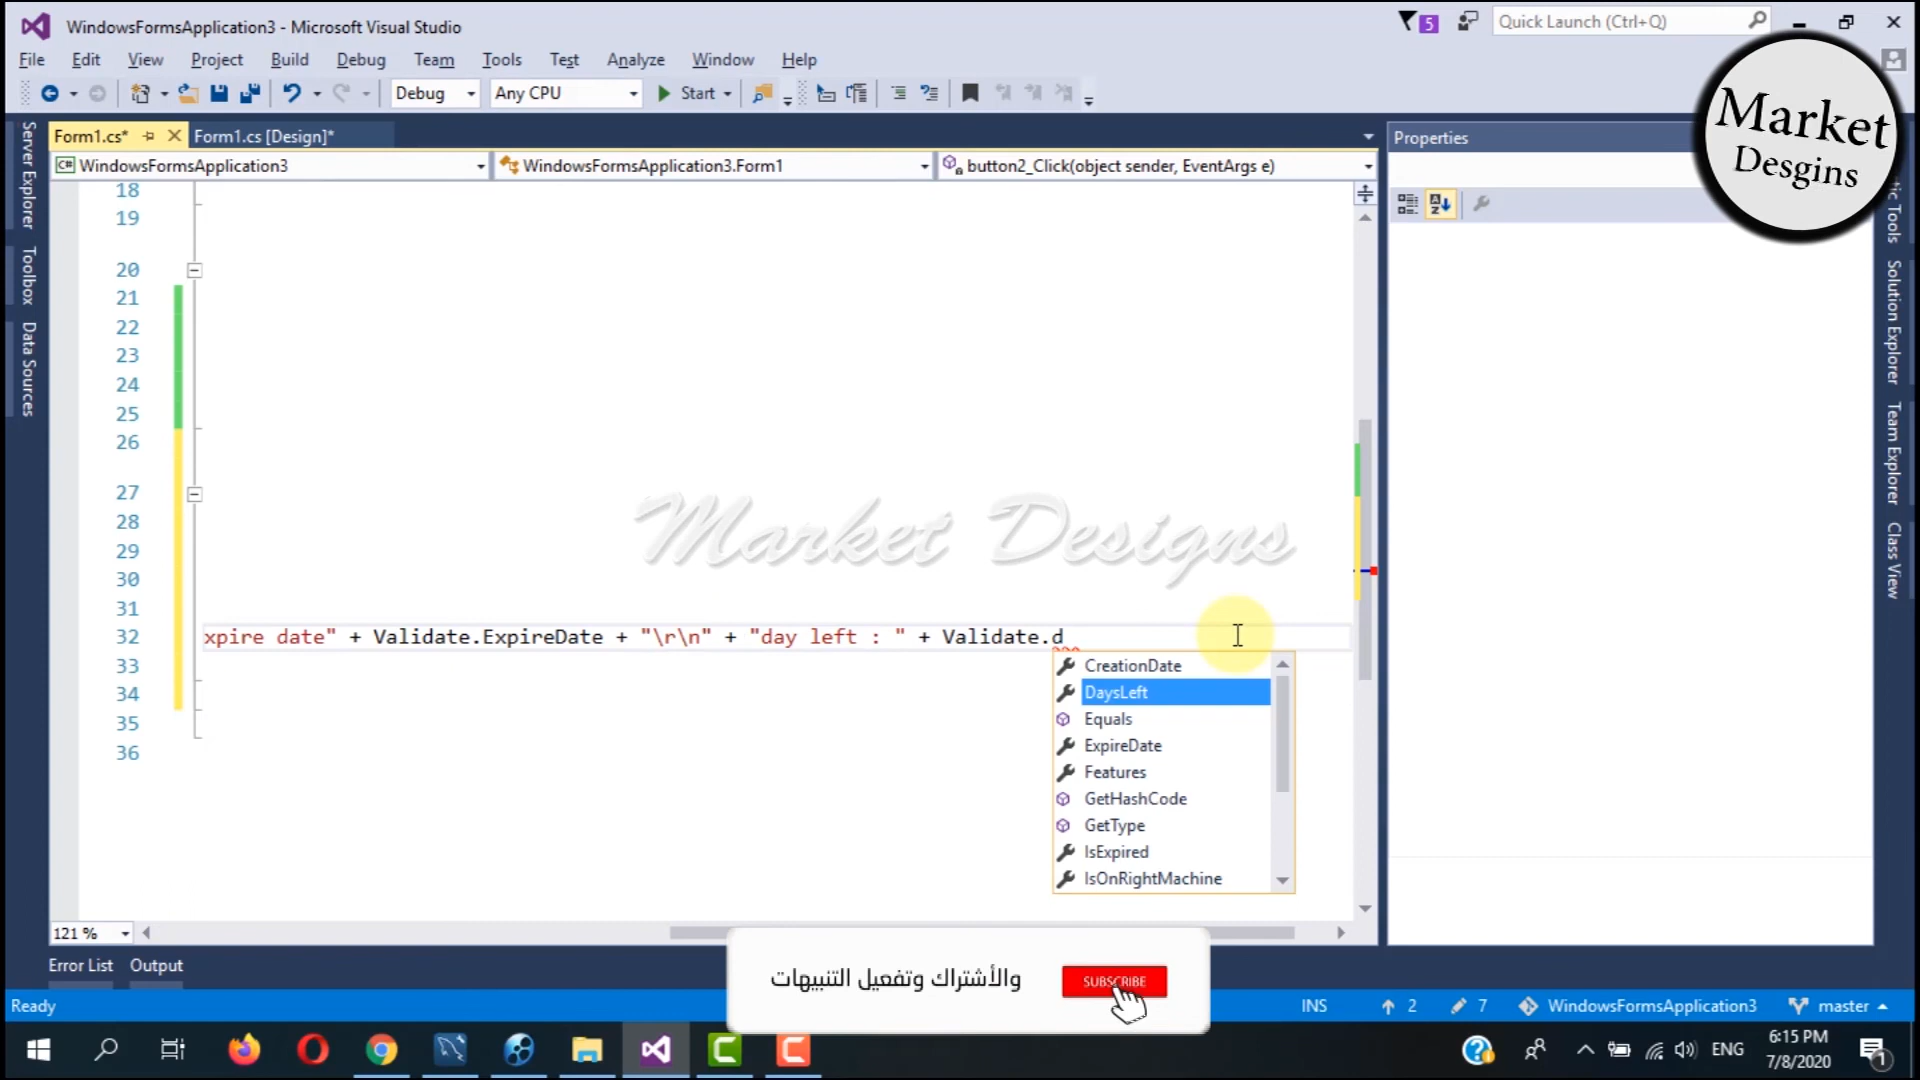 WindowsFormsApplication3 - Microsoft Visual Studio
5
Quick Launch (Ctrl+Q)
File Edit View Project Build Debug Team Tools Test Analyze Window Help
Debug
Any CPU
Start
Market
Desgins
Form1.cs*
Form1.cs [Design]*
Properties
C# WindowsFormsApplication3
WindowsFormsApplication3.Form1
button2_Click(object sender, EventArgs e)
Server Explorer
Toolbox
Data Sources
tic Tools
Solution Explorer
Team Explorer
Class View
18
19
20
21
22
23
24
25
26
27
28
29
30
31
32 xpire date" + Validate.ExpireDate + "\r\n" + "day left : " + Validate.d
33
34
35
36
Market Designs
CreationDate
DaysLeft
Equals
ExpireDate
Features
GetHashCode
GetType
IsExpired
IsOnRightMachine
121 %
Error List Output
والأشتراك وتفعيل التنبيهات
SUBSCRIBE
Ready
INS
2
7
WindowsFormsApplication3
master
ENG
6:15 PM
7/8/2020
1